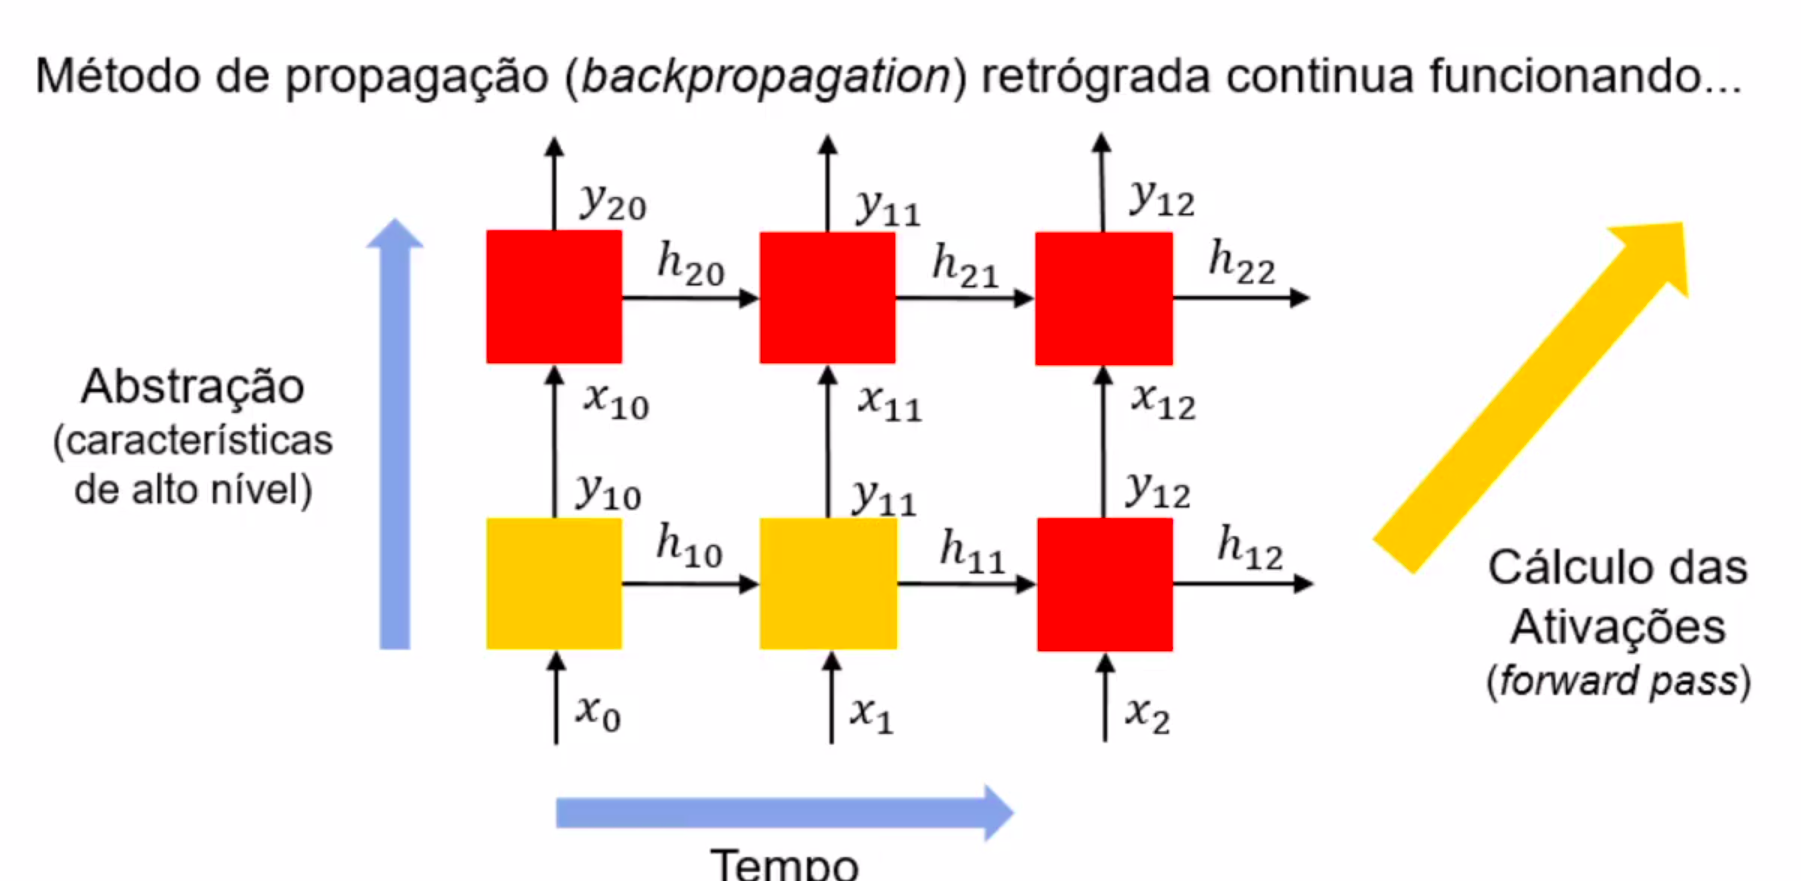 Método de propagação (backpropagation) retrógrada continua funcionando...
y20
y11
y12
h20
h21
h22
Abstração
(características
de alto nível)
x10
x11
x12
y10
y11
y12
h10
h11
h12
Cálculo das
Ativações
(forward pass)
x0
x1
x2
Tempo